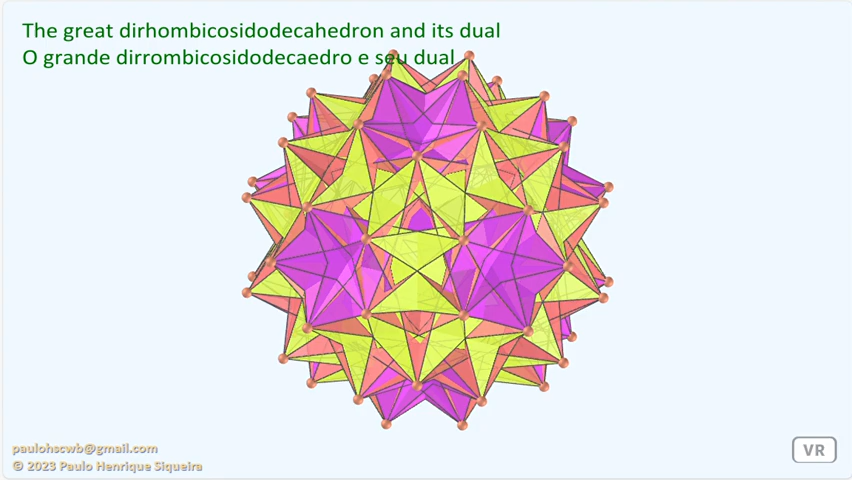 The great dirhombicosidodecahedron and its dual
O grande dirrombicosidodecaedro e seu dual
paulohscwb@gmail.com
© 2023 Paulo Henrique Siqueira
VR